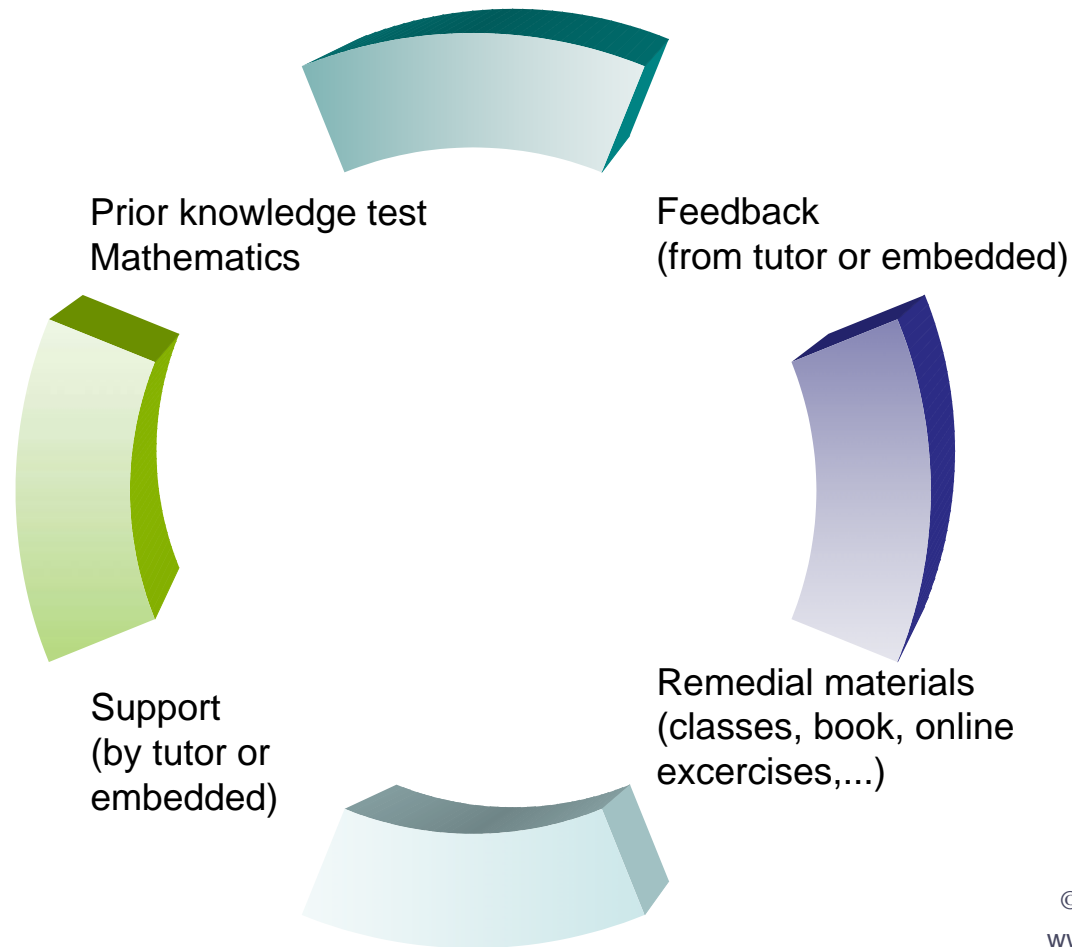 Prior knowledge test
Mathematics
Feedback
(from tutor or embedded)
Support
(by tutor or
embedded)
Remedial materials
(classes, book, online
excercises,...)
©